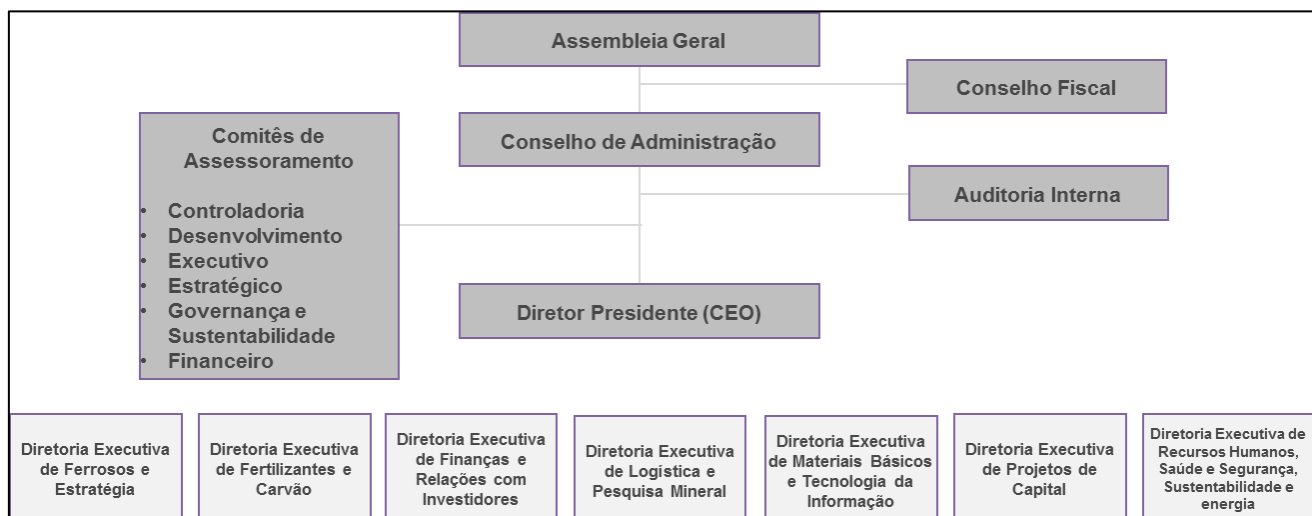 Assembleia Geral
Conselho Fiscal
Comitês de
Assessoramento
• Controladoria
• Desenvolvimento
• Executivo
• Estratégico
• Governança e
Sustentabilidade
• Financeiro
Conselho de Administração
Auditoria Interna
Diretor Presidente (CEO)
Diretoria Executiva
de Ferrosos e
Estratégia
Diretoria Executiva
de Fertilizantes e
Carvão
Diretoria Executiva
de Finanças e
Relações com
Investidores
Diretoria Executiva
de Logística e
Pesquisa Mineral
Diretoria Executiva
de Materiais Básicos
e Tecnologia da
Informação
Diretoria Executiva
de Projetos de
Capital
Diretoria Executiva de
Recursos Humanos,
Saúde e Segurança,
Sustentabilidade e
energia